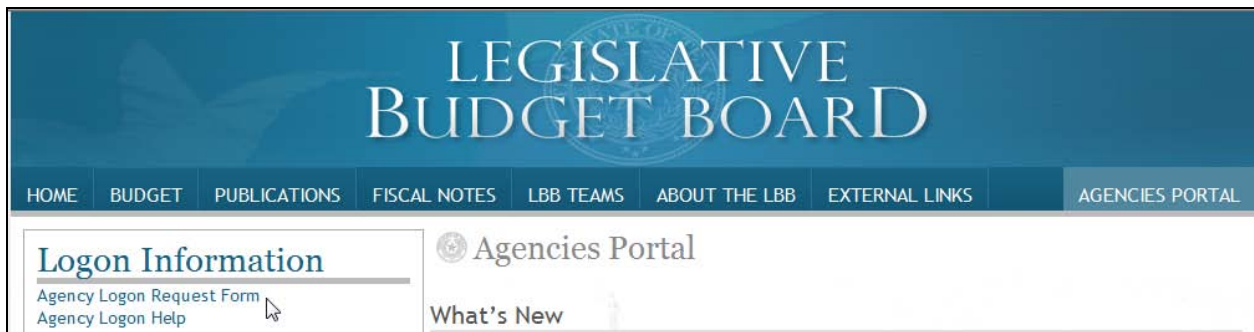 LEGISLATIVE
BUDGET BOARD
HOME BUDGET PUBLICATIONS FISCAL NOTES LBB TEAMS ABOUT THE LBB EXTERNAL LINKS AGENCIES PORTAL
Logon Information
Agency Logon Request Form
Agency Logon Help
Agencies Portal
What's New